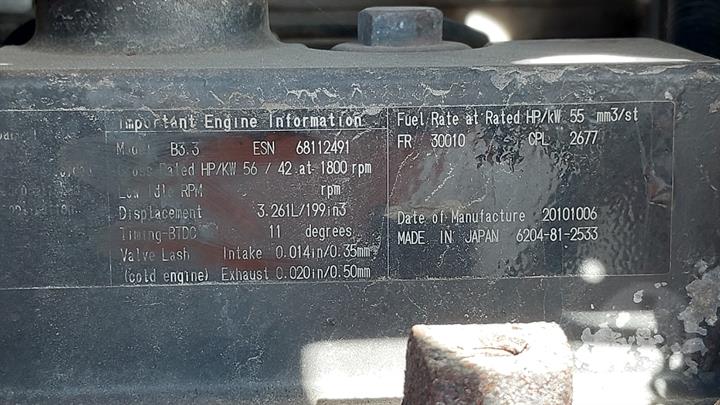 Important Engine Information
Model B3.3 ESN 68112491
Gross Rated HP/KW 56 / 42 at 1800 rpm
Low Idle RPM rpm
Displacement 3.261L/199in3
Timing-BTDC 11 degrees
Valve Lash Intake 0.014in/0.35mm
(cold engine) Exhaust 0.020in/0.50mm
Fuel Rate at Rated HP/KW 55 mm3/st
FR 30010 CPL 2677
Date of Manufacture 20101006
MADE IN JAPAN 6204-81-2533